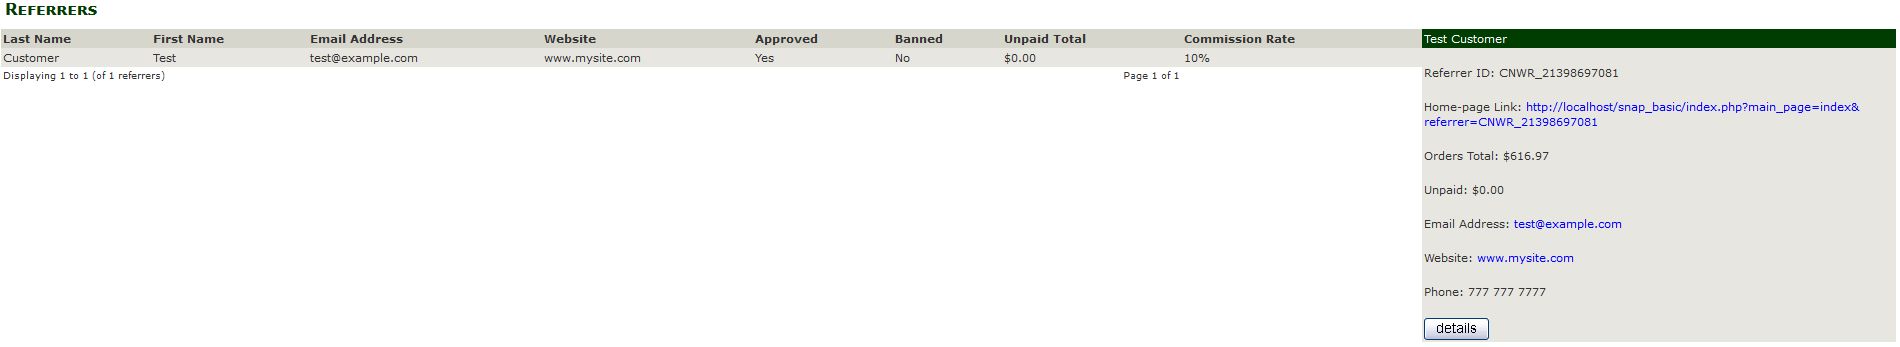 REFERRERS
Last Name First Name Email Address Website Approved Banned Unpaid Total Commission Rate
Customer Test test@example.com www.mysite.com Yes No $0.00 10%
Displaying 1 to 1 (of 1 referrers) Page 1 of 1
Test Customer
Referrer ID: CNWR_21398697081
Home-page Link: http://localhost/snap_basic/index.php?main_page=index&
referrer=CNWR_21398697081
Orders Total: $616.97
Unpaid: $0.00
Email Address: test@example.com
Website: www.mysite.com
Phone: 777 777 7777
details